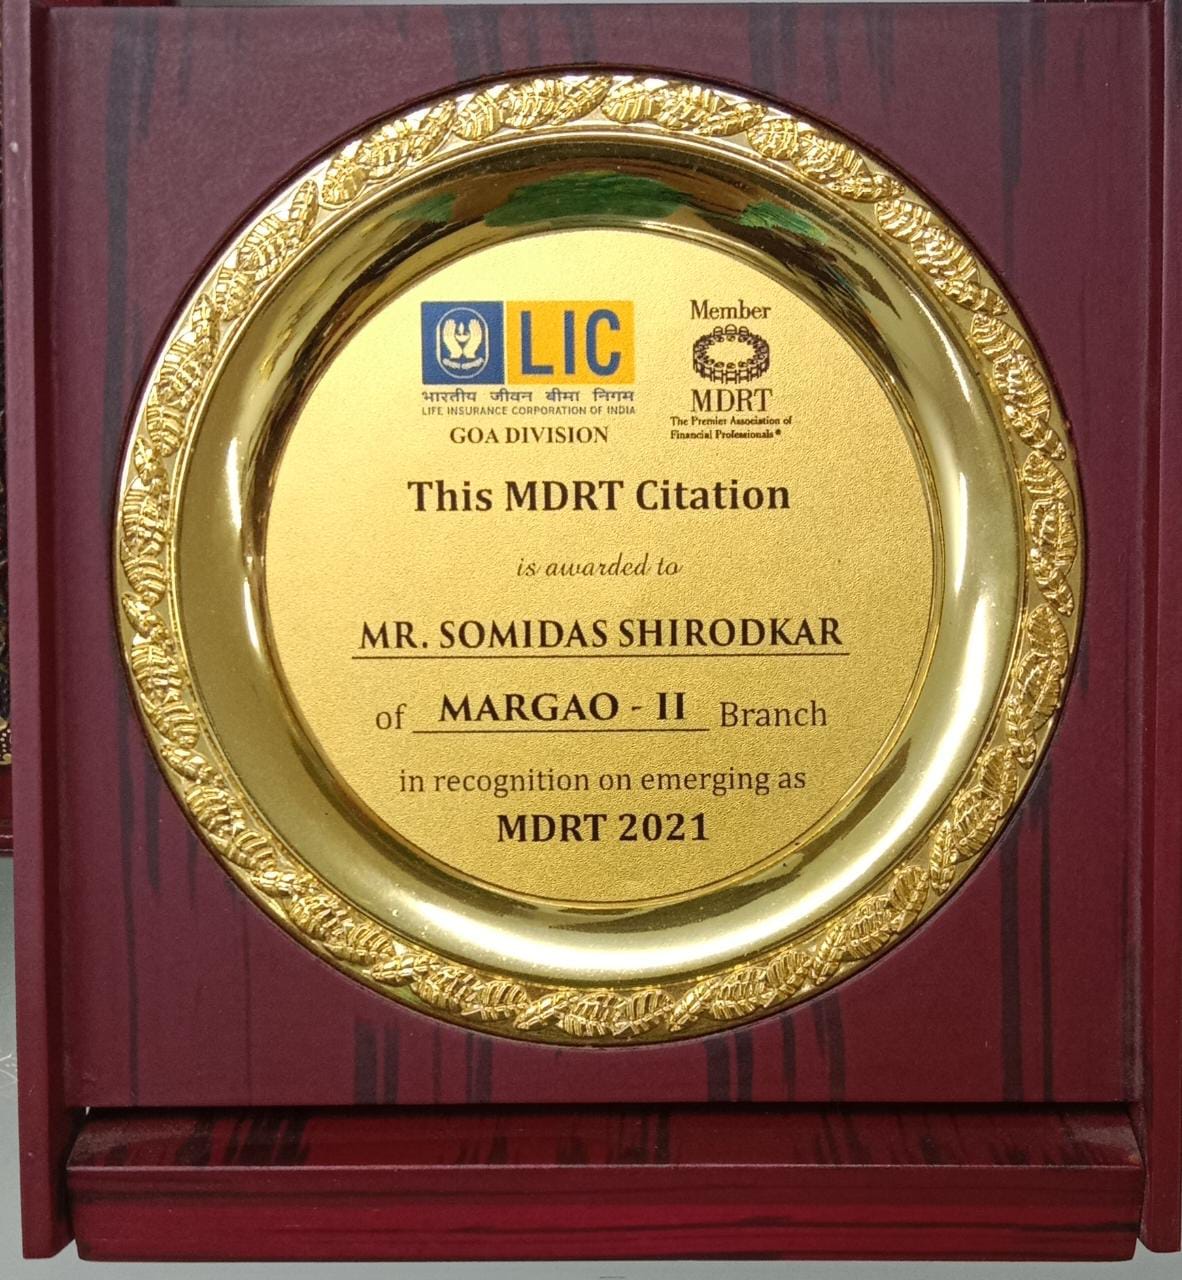 LIC
भारतीय जीवन बीमा निगम
LIFE INSURANCE CORPORATION OF INDIA
GOA DIVISION
Member
MDRT
The Premier Association of
Financial Professionals®
This MDRT Citation
is awarded to
MR. SOMIDAS SHIRODKAR
of MARGAO - II Branch
in recognition on emerging as
MDRT 2021